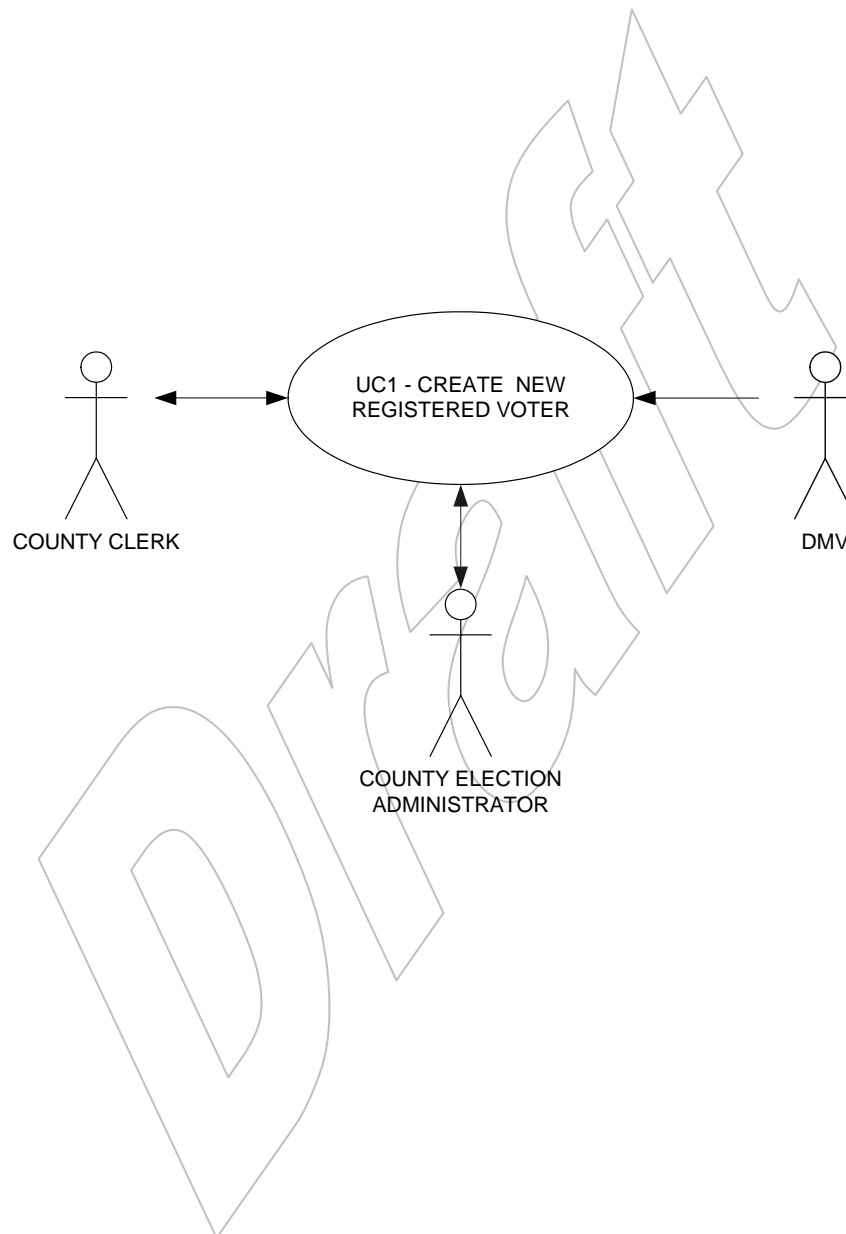 UC1 - CREATE NEW
REGISTERED VOTER
COUNTY CLERK
DMV
COUNTY ELECTION
ADMINISTRATOR
Draft